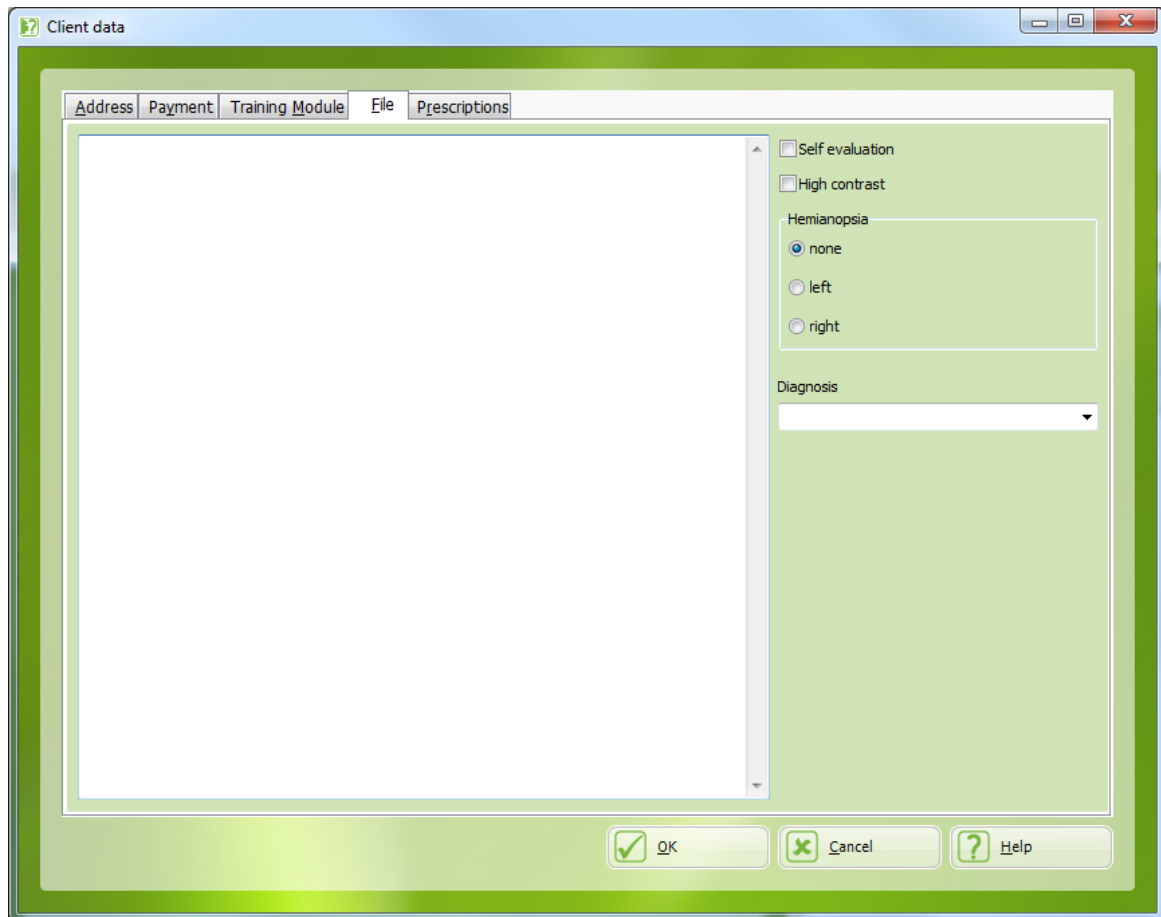 Client data
Address Payment Training Module File Prescriptions
Self evaluation
High contrast
Hemianopsia
none
left
right
Diagnosis
OK Cancel Help